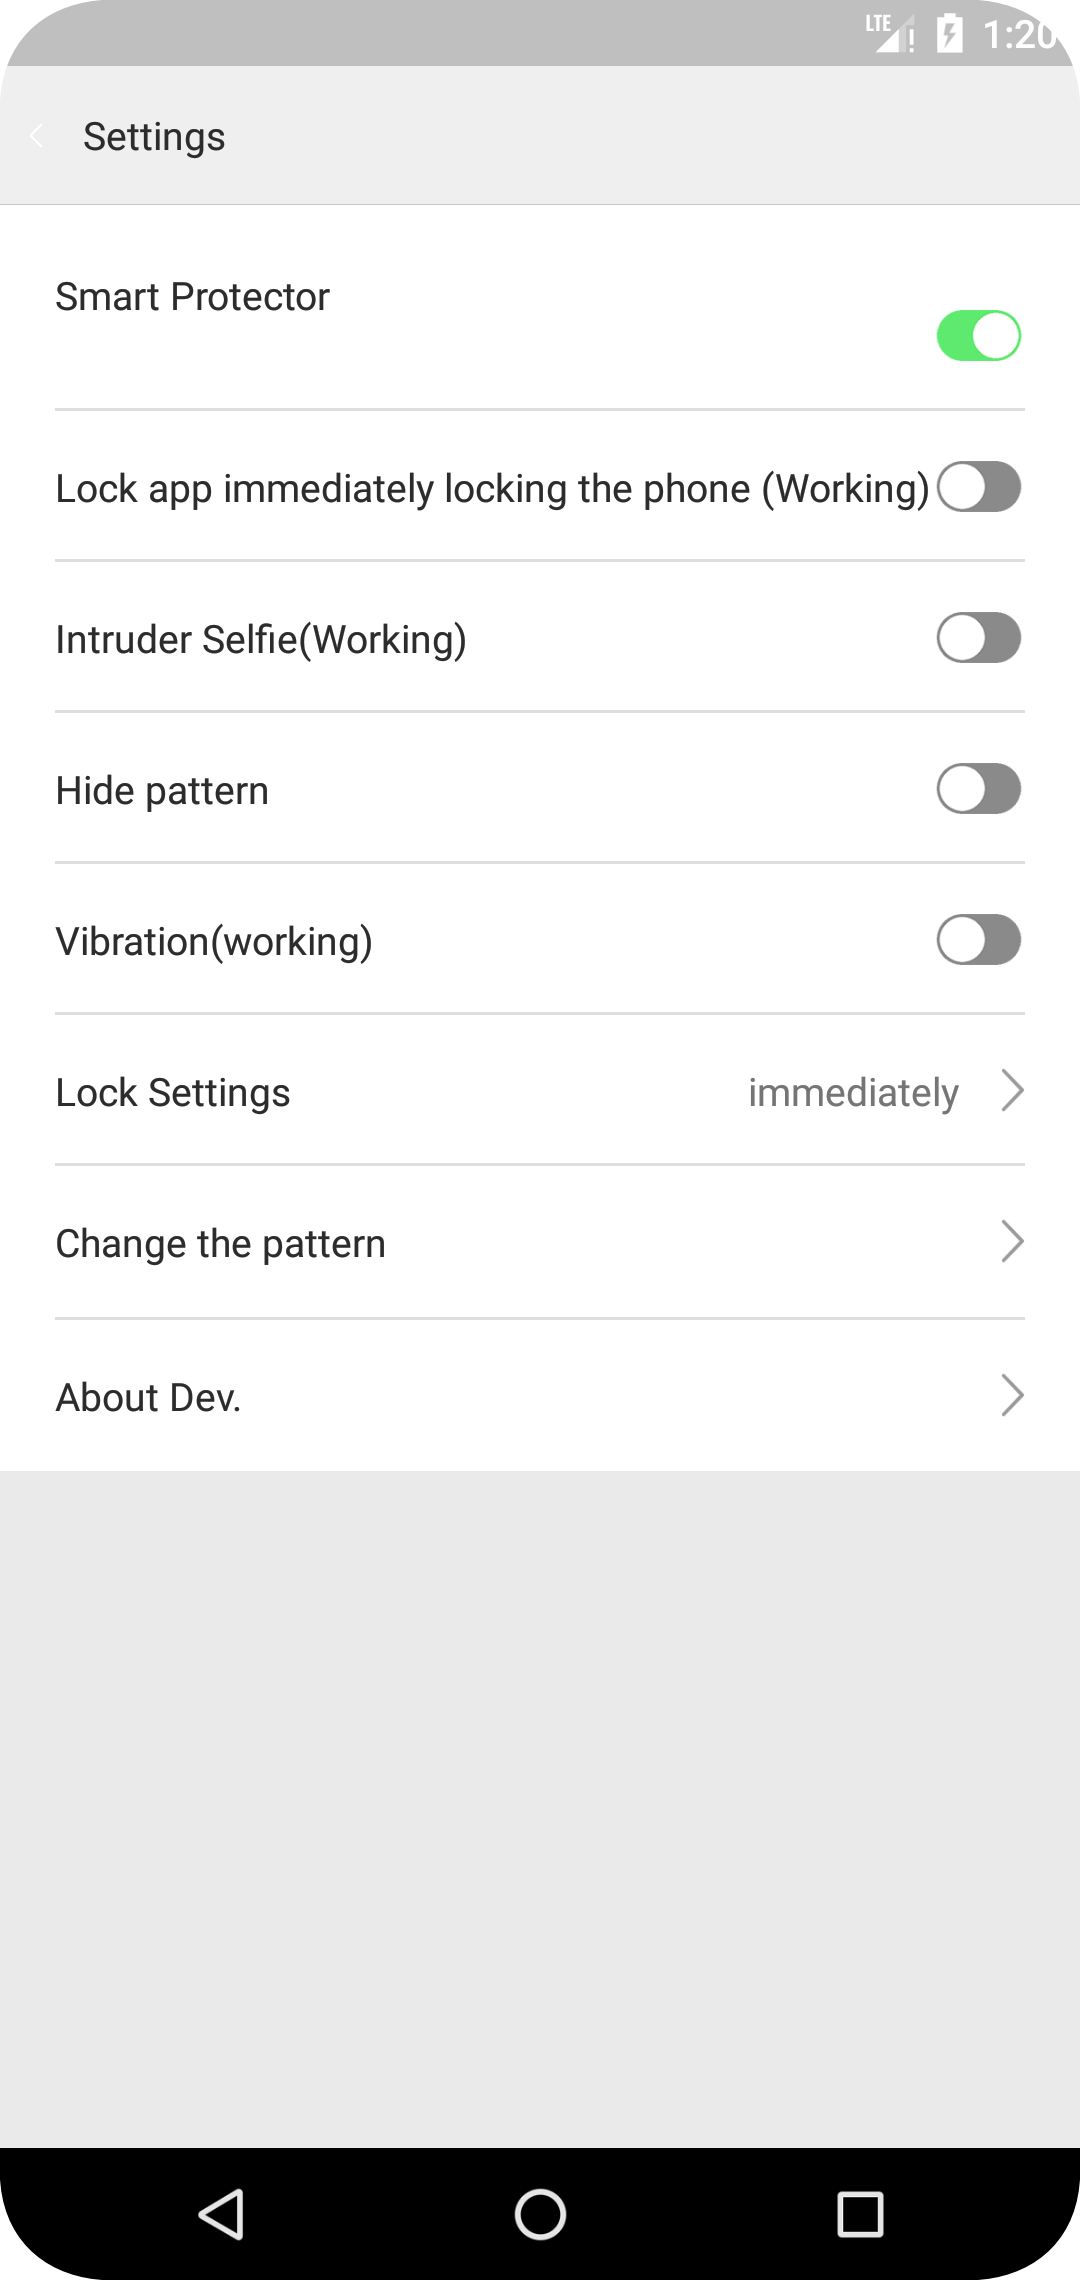 LTE 1:20
Settings
Smart Protector
Lock app immediately locking the phone (Working)
Intruder Selfie(Working)
Hide pattern
Vibration(working)
Lock Settings immediately
Change the pattern
About Dev.